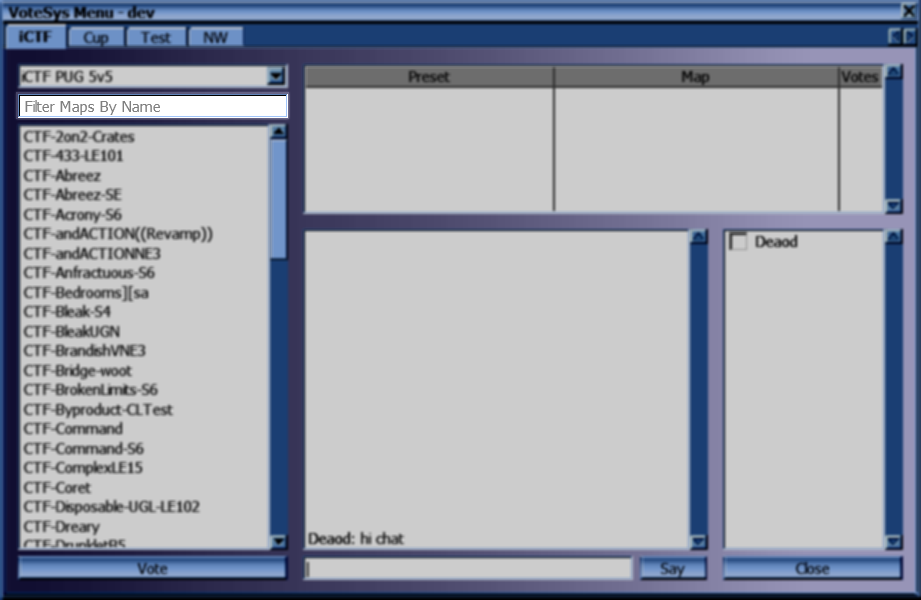 VoteSys Menu - dev
iCTF Cup Test NW
iCTF PUG 5v5
Filter Maps By Name
CTF-2on2-Crates
CTF-433-LE101
CTF-Abreez
CTF-Abreez-SE
CTF-Acrony-S6
CTF-andACTION((Revamp))
CTF-andACTIONNE3
CTF-Anfractuous-S6
CTF-Bedrooms][sa
CTF-Bleak-S4
CTF-BleakUGN
CTF-BrandishVNE3
CTF-Bridge-woot
CTF-BrokenLimits-S6
CTF-Byproduct-CLTest
CTF-Command
CTF-Command-S6
CTF-ComplexLE15
CTF-Coret
CTF-Disposable-UGL-LE102
CTF-Dreary
Vote
Preset Map Votes
Deaod: hi chat
Say
Deaod
Close